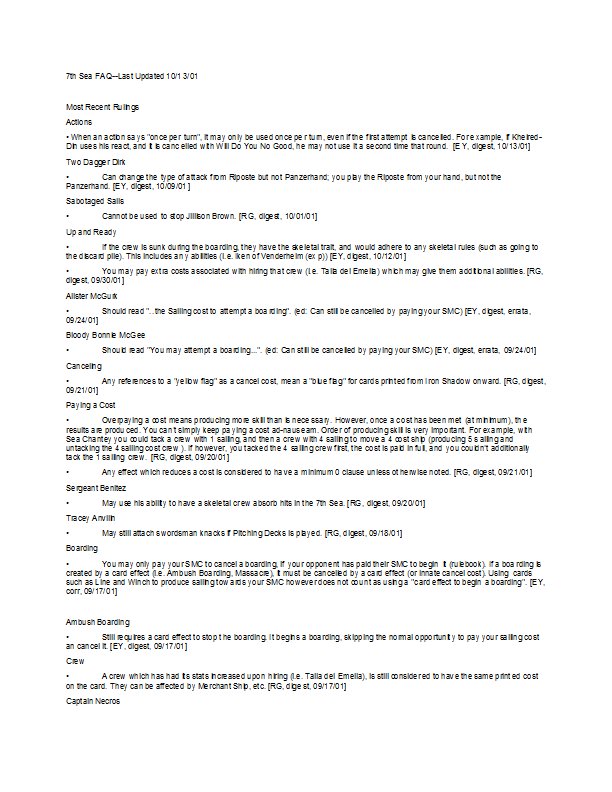 7th Sea FAQ--Last Updated 10/13/01
Most Recent Rulings
Actions
• When an action says "once per turn", it may only be used once per turn, even if the first attempt is cancelled. For example, if Kheired-
Din uses his react, and it is cancelled with Will Do You No Good, he may not use it a second time that round. [EY, digest, 10/13/01]
Two Dagger Dirk
• Can change the type of attack from Riposte but not Panzerhand; you play the Riposte from your hand, but not the
Panzerhand. [EY, digest, 10/09/01 ]
Sabotaged Sails
• Cannot be used to stop Jillison Brown. [RG, digest, 10/01/01]
Up and Ready
• If the crew is sunk during the boarding, they have the skeletal trait, and would adhere to any skeletal rules (such as going to
the discard pile). This includes any abilities (i.e. Iken of Venderheim (ex p)) [EY, digest, 10/12/01]
• You may pay extra costs associated with hiring that crew (i.e. Talia del Emelia) which may give them additional abilities. [RG,
digest, 09/30/01]
Alister McGurk
• Should read "...the Sailing cost to attempt a boarding". (ed: Can still be cancelled by paying your SMC) [EY, digest, errata,
09/24/01]
Bloody Bonnie McGee
• Should read "You may attempt a boarding...". (ed: Can still be cancelled by paying your SMC) [EY, digest, errata, 09/24/01]
Canceling
• Any references to a "yellow flag" as a cancel cost, mean a "blue flag" for cards printed from Iron Shadow onward. [RG, digest,
09/21/01]
Paying a Cost
• Overpaying a cost means producing more skill than is necessary. However, once a cost has been met (at minimum), the
results are produced. You can't simply keep paying a cost ad-nauseam. Order of producing skill is very important. For example, with
Sea Chantey you could tack a crew with 1 sailing, and then a crew with 4 sailing to move a 4 cost ship (producing 5 sailing and
untacking the 4 sailing cost crew ). If however, you tacked the 4 sailing crew first, the cost is paid in full, and you couldn't additionally
tack the 1 sailing crew. [RG, digest, 09/20/01]
• Any effect which reduces a cost is considered to have a minimum 0 clause unless otherwise noted. [RG, digest, 09/21/01]
Sergeant Benitez
• May use his ability to have a skeletal crew absorb hits in the 7th Sea. [RG, digest, 09/20/01]
Tracey Anvilin
• May still attach swordsman knacks if Pitching Decks is played. [RG, digest, 09/18/01]
Boarding
• You may only pay your SMC to cancel a boarding, if your opponent has paid their SMC to begin it (rulebook). If a boarding is
created by a card effect (i.e. Ambush Boarding, Massacre), it must be cancelled by a card effect (or innate cancel cost). Using cards
such as Line and Winch to produce sailing towards your SMC however does not count as using a "card effect to begin a boarding". [EY,
corr, 09/17/01]
Ambush Boarding
• Still requires a card effect to stop the boarding. It begins a boarding, skipping the normal opportunity to pay your sailing cost
an cancel it. [EY, digest, 09/17/01]
Crew
• A crew which has had its stats increased upon hiring (i.e. Talia del Emelia), is still considered to have the same printed cost
on the card. They can be affected by Merchant Ship, etc. [RG, digest, 09/17/01]
Captain Necros